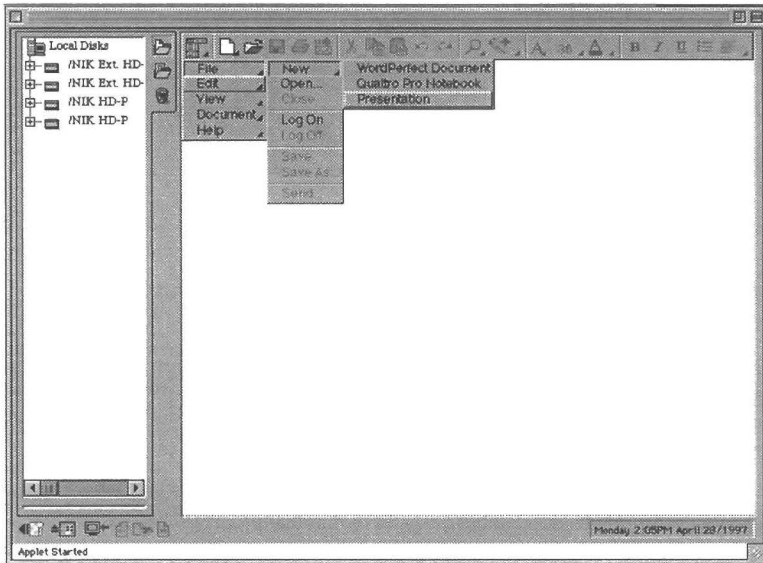 Local Disks
/NIK Ext. HD-
/NIK Ext. HD-
/NIK HD-P
/NIK HD-P
B I U
File
Edit
View
Document
Help
New
Open...
Close
Log On
Log Off
Save
Save As
Send
WordPerfect Document
Quattro Pro Notebook
Presentation
Monday 2:05PM April 28/1997
Applet Started